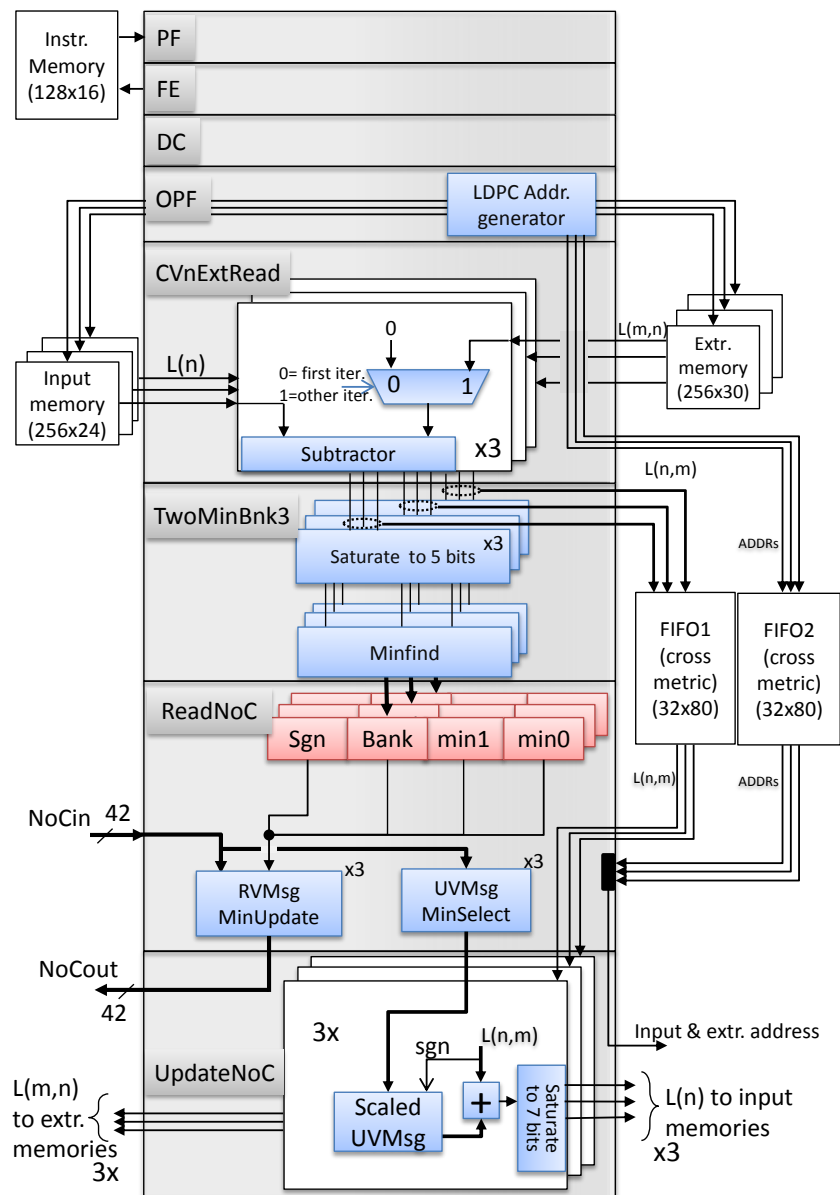 Instr.
Memory
(128x16)
PF
FE
DC
OPF
LDPC Addr.
generator
CVnExtRead
0
L(m,n)
L(n)
0= first iter.
1=other iter.
0
1
Input
memory
(256x24)
Extr.
memory
(256x30)
Subtractor
x3
L(n,m)
TwoMinBnk3
Saturate to 5 bits
x3
ADDRs
Minfind
FIFO1
(cross
metric)
(32x80)
FIFO2
(cross
metric)
(32x80)
ReadNoC
Sgn
Bank
min1
min0
L(n,m)
ADDRs
NoCin
42
x3
x3
RVMsg
MinUpdate
UVMsg
MinSelect
NoCout
42
3x
L(n,m)
sgn
Input & extr. address
UpdateNoC
Scaled
UVMsg
+
Saturate
to 7 bits
L(m,n)
to extr.
memories
3x
L(n) to input
memories
x3